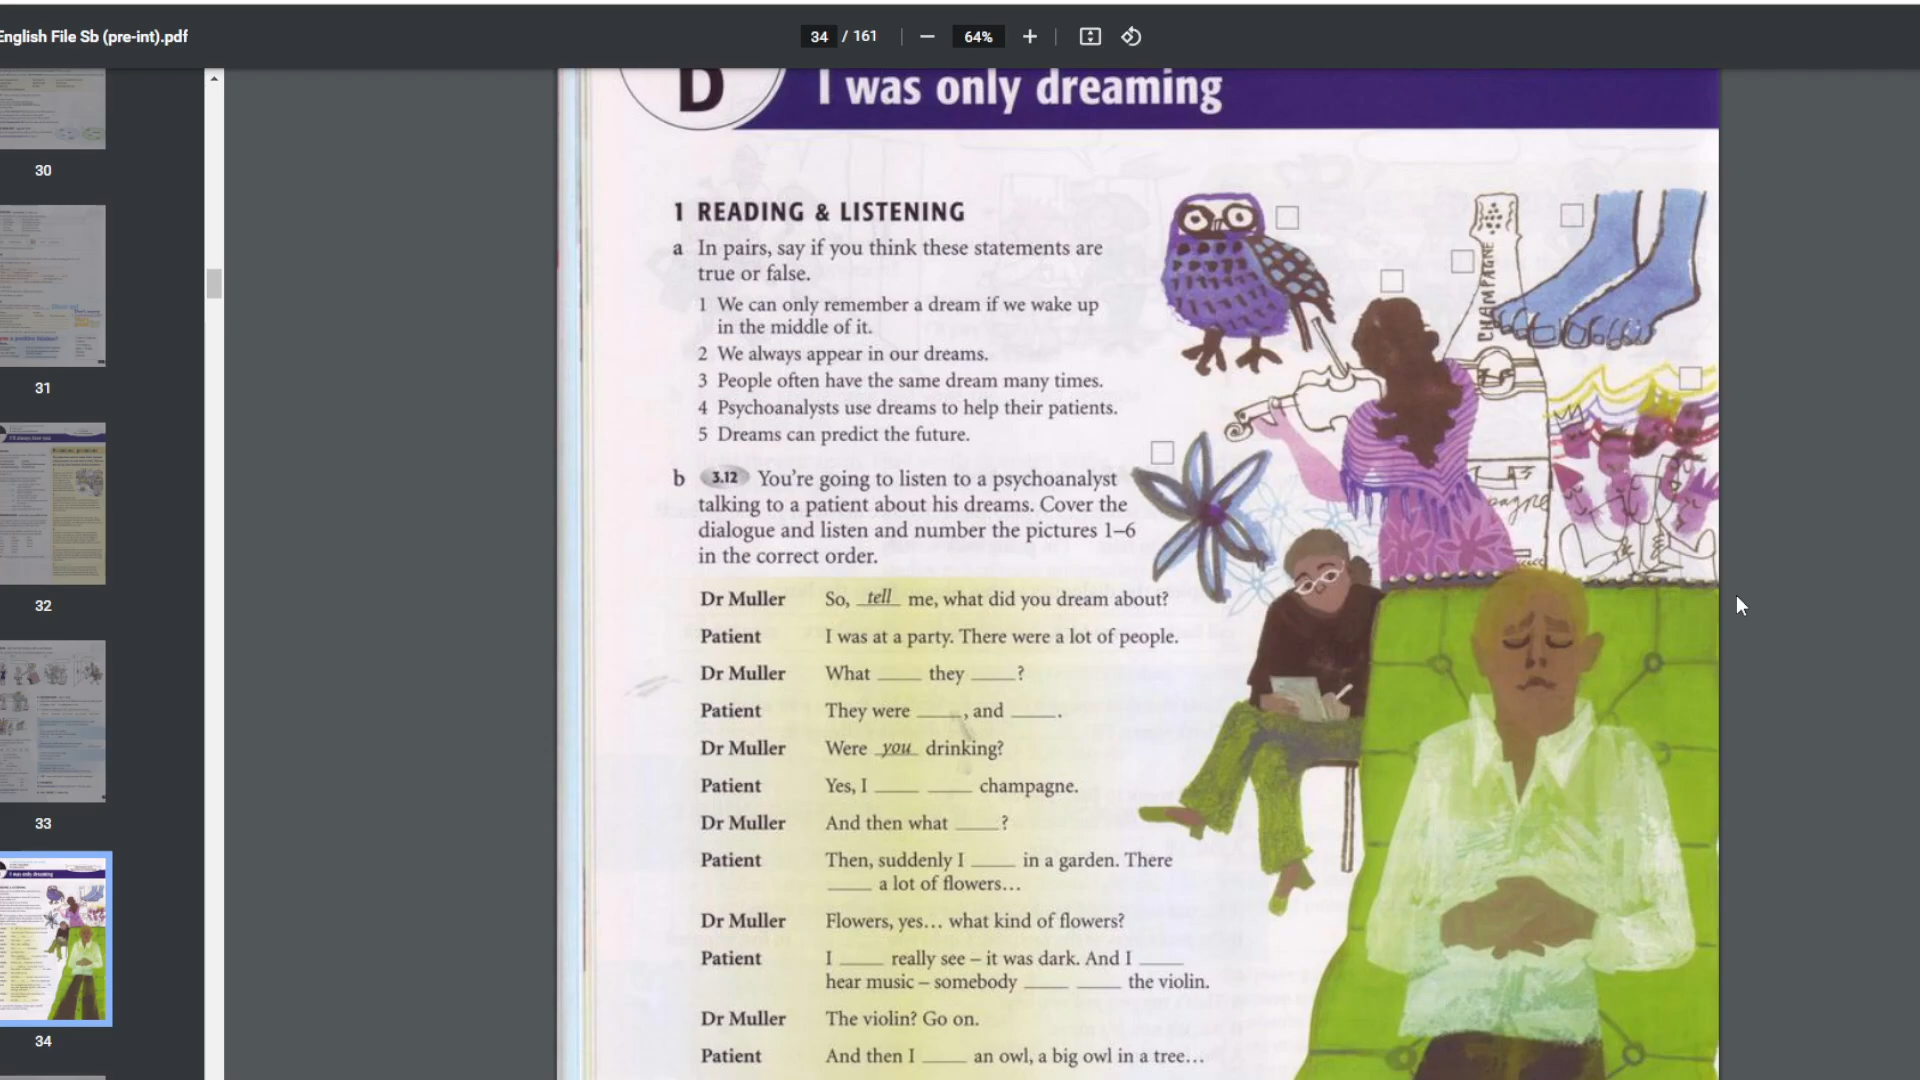 English File Sb (pre-int).pdf
34 / 161
64%
30
31
32
33
34
D
I was only dreaming
1 READING & LISTENING
a In pairs, say if you think these statements are
true or false.
1 We can only remember a dream if we wake up
in the middle of it.
2 We always appear in our dreams.
3 People often have the same dream many times.
4 Psychoanalysts use dreams to help their patients.
5 Dreams can predict the future.
b 3.12 You're going to listen to a psychoanalyst
talking to a patient about his dreams. Cover the
dialogue and listen and number the pictures 1–6
in the correct order.
Dr Muller So, tell me, what did you dream about?
Patient I was at a party. There were a lot of people.
Dr Muller What ____ they ____?
Patient They were ____, and ____.
Dr Muller Were you drinking?
Patient Yes, I ____ ____ champagne.
Dr Muller And then what ____?
Patient Then, suddenly I ____ in a garden. There
____ a lot of flowers…
Dr Muller Flowers, yes… what kind of flowers?
Patient I ____ really see – it was dark. And I ____
hear music – somebody ____ ____ the violin.
Dr Muller The violin? Go on.
Patient And then I ____ an owl, a big owl in a tree…
CHAMPAGNE